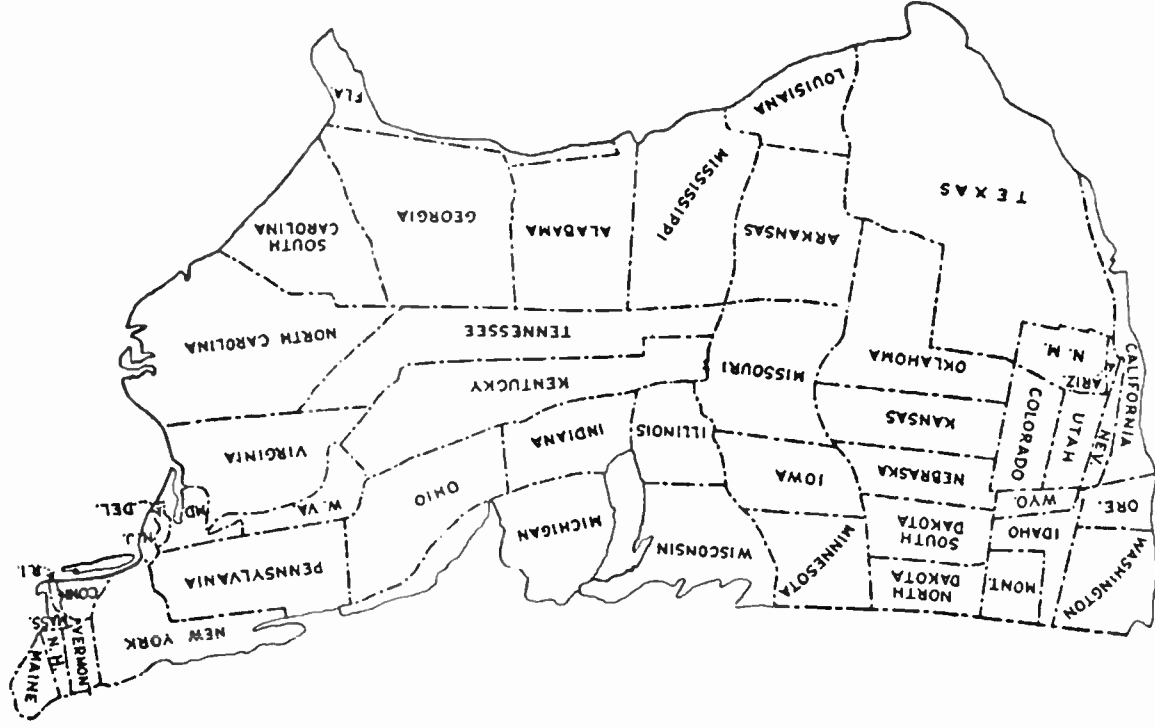 WASHINGTON
MONT.
NORTH
DAKOTA
MINNESOTA
WISCONSIN
MICHIGAN
NEW YORK
VERMONT
N. H.
MAINE
MASS.
CONN.
R.I.
ORE.
IDAHO
WYO.
SOUTH
DAKOTA
NEBRASKA
IOWA
ILLINOIS
INDIANA
OHIO
PENNSYLVANIA
N.J.
DEL.
MD.
W. VA.
VIRGINIA
CALIFORNIA
NEV.
UTAH
COLORADO
KANSAS
MISSOURI
KENTUCKY
ARIZ.
N. M.
OKLAHOMA
TENNESSEE
NORTH CAROLINA
TEXAS
ARKANSAS
MISSISSIPPI
ALABAMA
GEORGIA
SOUTH
CAROLINA
LOUISIANA
FLA.